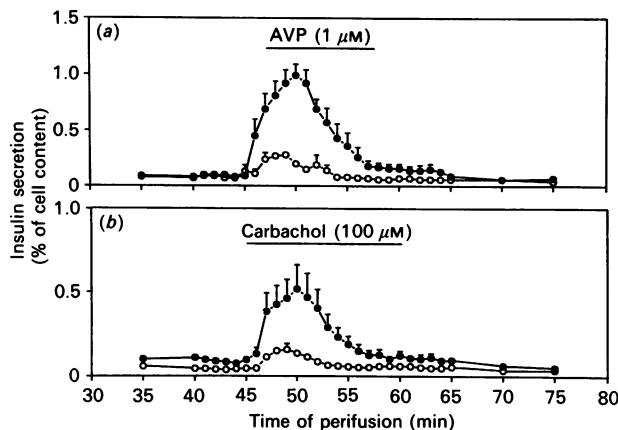 1.5
(a)
AVP (1 μM)
1.0
0.5
0
1.0
(b)
Carbachol (100 μM)
0.5
0
Insulin secretion
(% of cell content)
30 35 40 45 50 55 60 65 70 75 80
Time of perifusion (min)